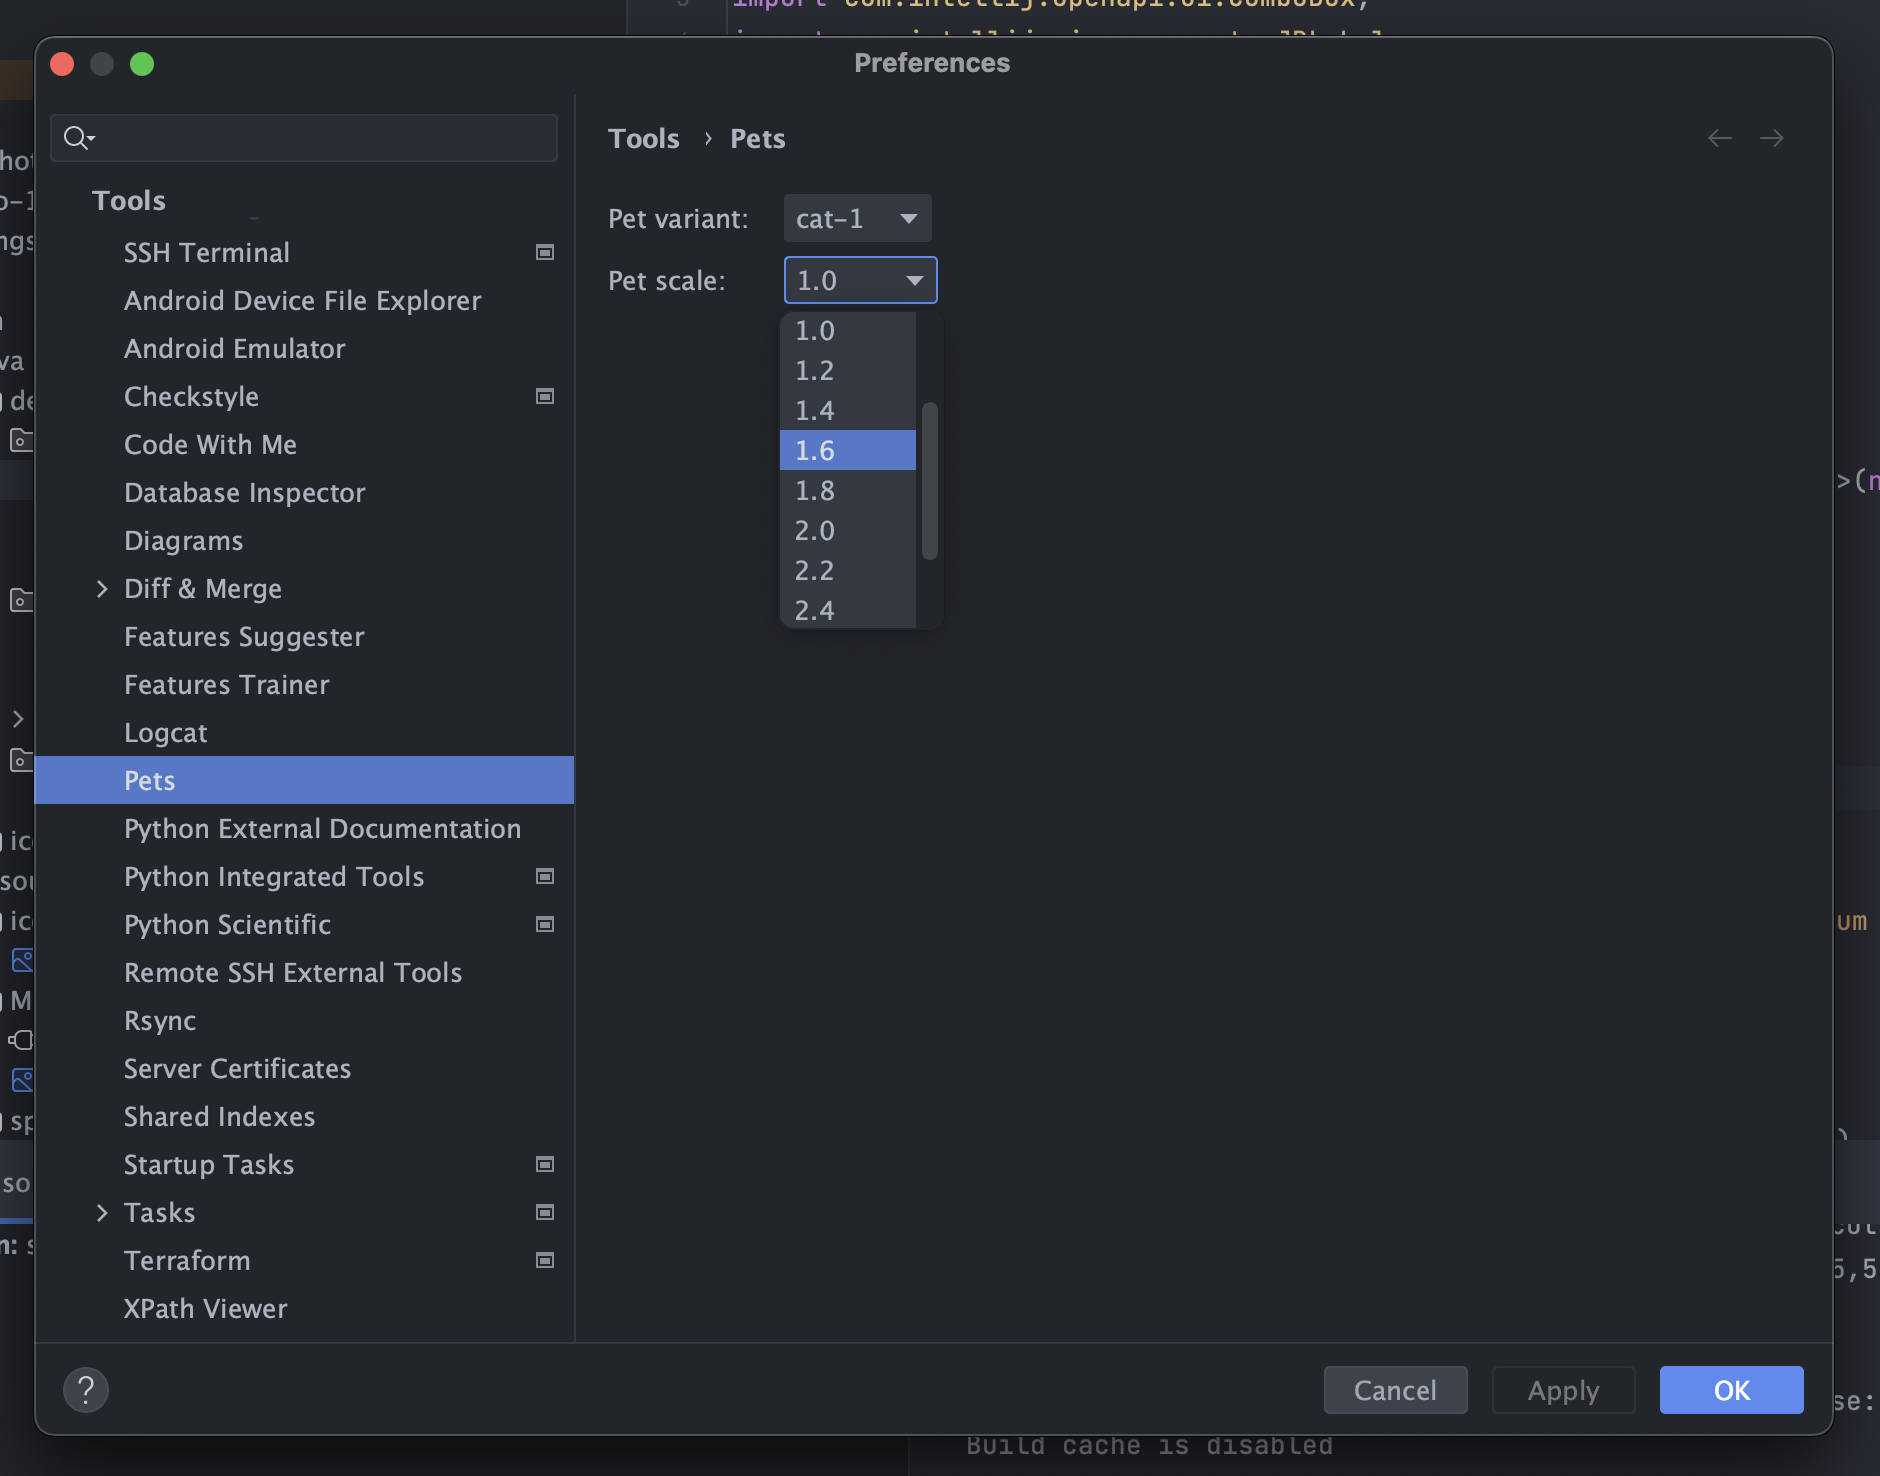 Preferences
Tools
SSH Terminal
Android Device File Explorer
Android Emulator
Checkstyle
Code With Me
Database Inspector
Diagrams
Diff & Merge
Features Suggester
Features Trainer
Logcat
Pets
Python External Documentation
Python Integrated Tools
Python Scientific
Remote SSH External Tools
Rsync
Server Certificates
Shared Indexes
Startup Tasks
Tasks
Terraform
XPath Viewer
Tools › Pets
Pet variant: cat-1
Pet scale: 1.0
1.0
1.2
1.4
1.6
1.8
2.0
2.2
2.4
?
Cancel
Apply
OK
Build cache is disabled